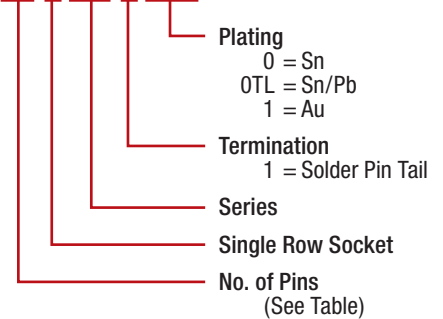 Plating
0 = Sn
0TL = Sn/Pb
1 = Au
Termination
1 = Solder Pin Tail
Series
Single Row Socket
No. of Pins
(See Table)